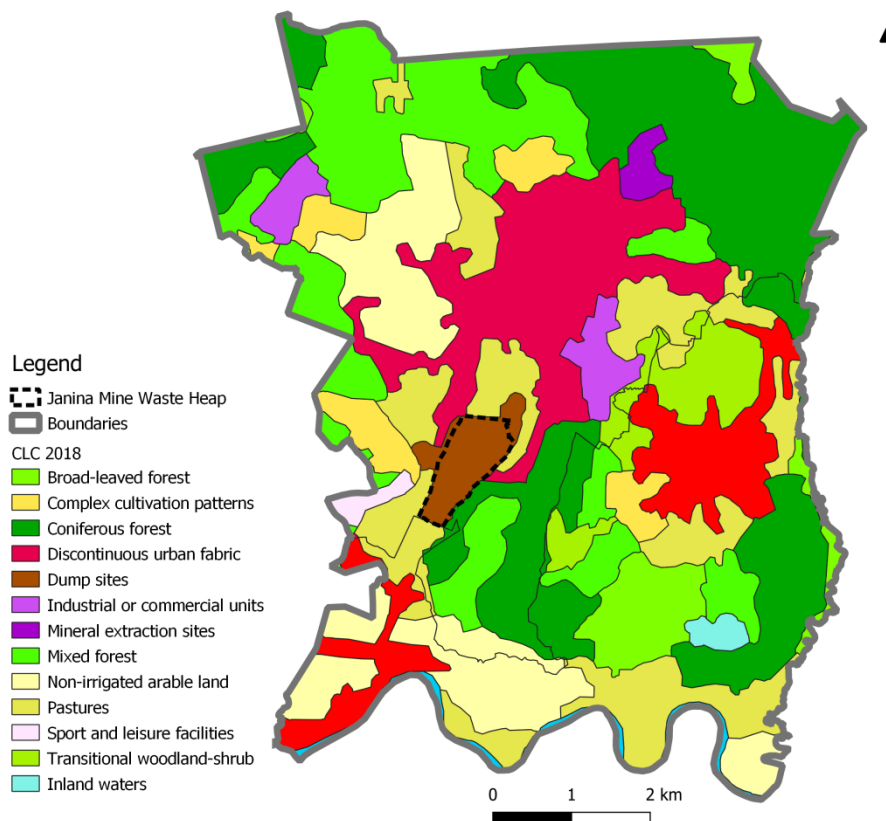 Legend
Janina Mine Waste Heap
Boundaries
CLC 2018
Broad-leaved forest
Complex cultivation patterns
Coniferous forest
Discontinuous urban fabric
Dump sites
Industrial or commercial units
Mineral extraction sites
Mixed forest
Non-irrigated arable land
Pastures
Sport and leisure facilities
Transitional woodland-shrub
Inland waters
0 1 2 km